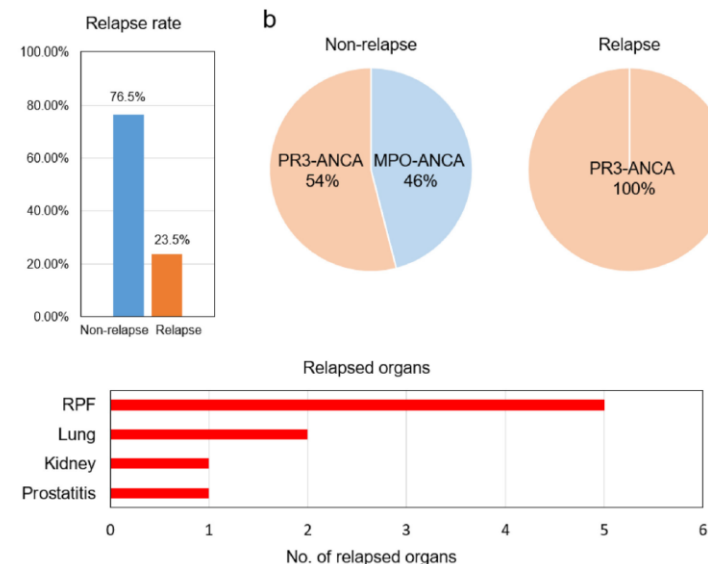 Relapse rate
100.00%
80.00%
60.00%
40.00%
20.00%
0.00%
76.5%
23.5%
Non-relapse Relapse
b
Non-relapse
PR3-ANCA
54%
MPO-ANCA
46%
Relapse
PR3-ANCA
100%
Relapsed organs
RPF
Lung
Kidney
Prostatitis
0 1 2 3 4 5 6
No. of relapsed organs